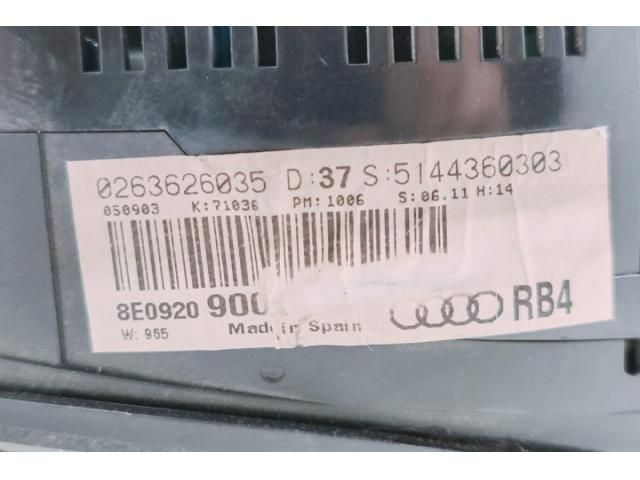 0263626035 D:37 S:5144360303
050903 K:71036 PM:1006 S:06.11 H:14
8E0920 900 RB4
W: 965 Made in Spain